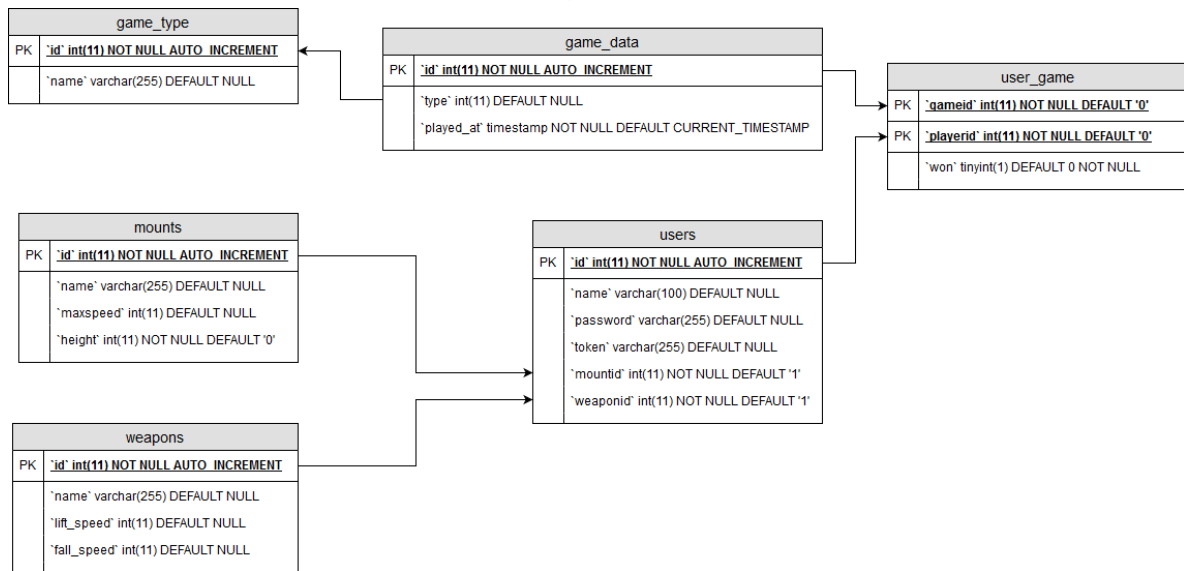 game_type
PK `id` int(11) NOT NULL AUTO_INCREMENT
`name` varchar(255) DEFAULT NULL
game_data
PK `id` int(11) NOT NULL AUTO_INCREMENT
`type` int(11) DEFAULT NULL
`played_at` timestamp NOT NULL DEFAULT CURRENT_TIMESTAMP
user_game
PK `gameid` int(11) NOT NULL DEFAULT '0'
PK `playerid` int(11) NOT NULL DEFAULT '0'
`won` tinyint(1) DEFAULT 0 NOT NULL
mounts
PK `id` int(11) NOT NULL AUTO_INCREMENT
`name` varchar(255) DEFAULT NULL
`maxspeed` int(11) DEFAULT NULL
`height` int(11) NOT NULL DEFAULT '0'
users
PK `id` int(11) NOT NULL AUTO_INCREMENT
`name` varchar(100) DEFAULT NULL
`password` varchar(255) DEFAULT NULL
`token` varchar(255) DEFAULT NULL
`mountid` int(11) NOT NULL DEFAULT '1'
`weaponid` int(11) NOT NULL DEFAULT '1'
weapons
PK `id` int(11) NOT NULL AUTO_INCREMENT
`name` varchar(255) DEFAULT NULL
`lift_speed` int(11) DEFAULT NULL
`fall_speed` int(11) DEFAULT NULL